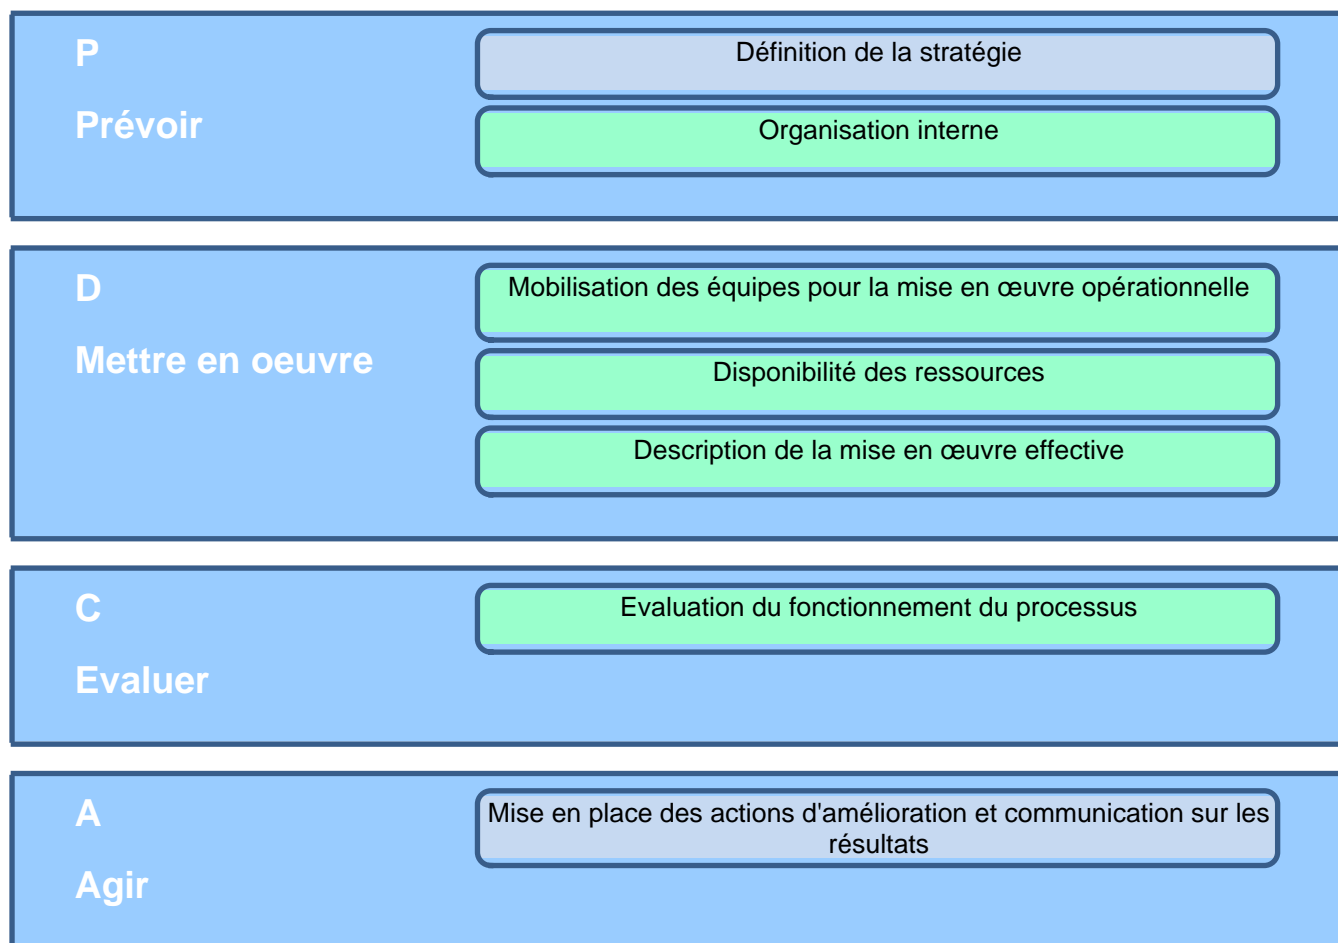 P
Définition de la stratégie
Prévoir
Organisation interne
D
Mobilisation des équipes pour la mise en œuvre opérationnelle
Mettre en oeuvre
Disponibilité des ressources
Description de la mise en œuvre effective
C
Evaluation du fonctionnement du processus
Evaluer
A
Mise en place des actions d'amélioration et communication sur les
résultats
Agir